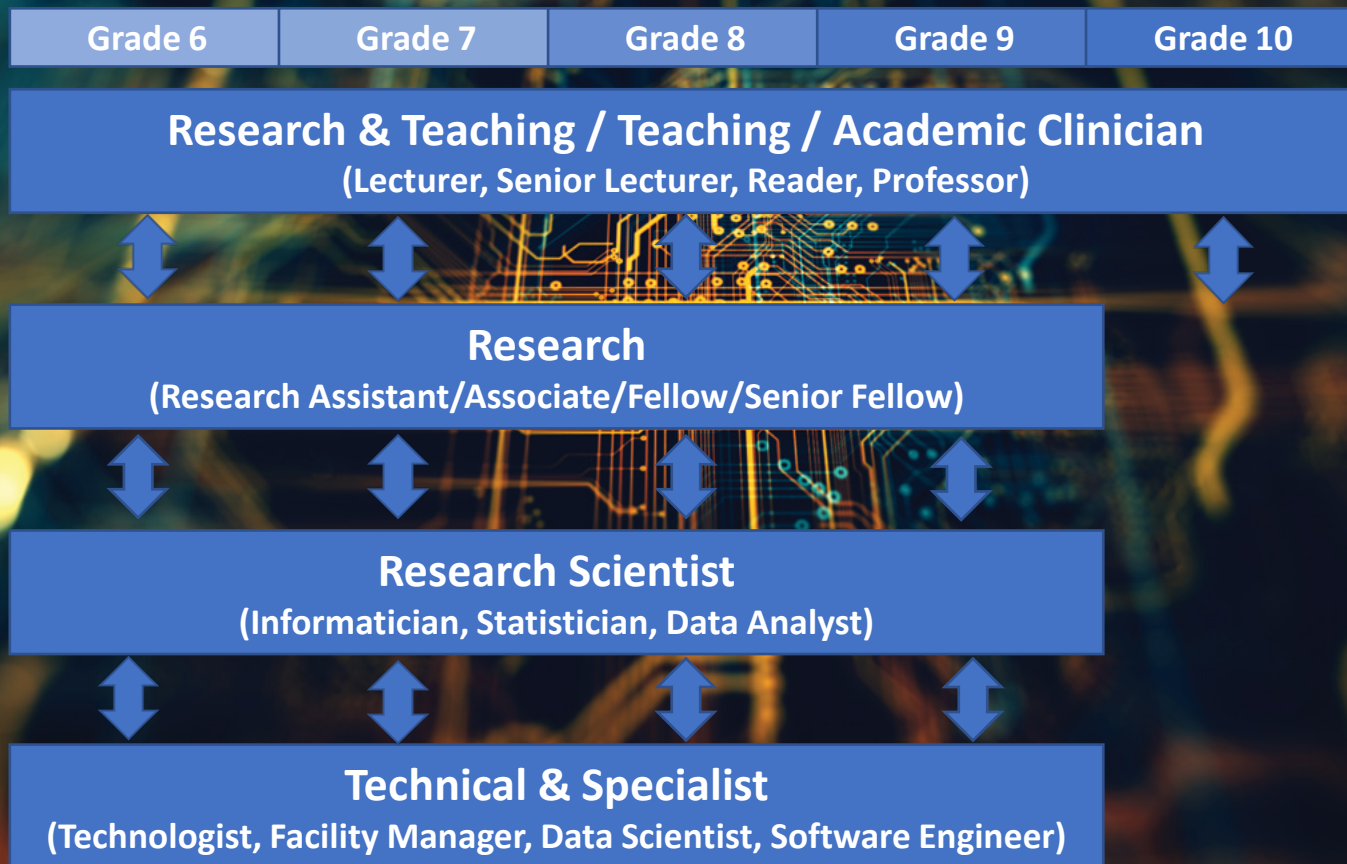 Grade 6 Grade 7 Grade 8 Grade 9 Grade 10
Research & Teaching / Teaching / Academic Clinician
(Lecturer, Senior Lecturer, Reader, Professor)
Research
(Research Assistant/Associate/Fellow/Senior Fellow)
Research Scientist
(Informatician, Statistician, Data Analyst)
Technical & Specialist
(Technologist, Facility Manager, Data Scientist, Software Engineer)